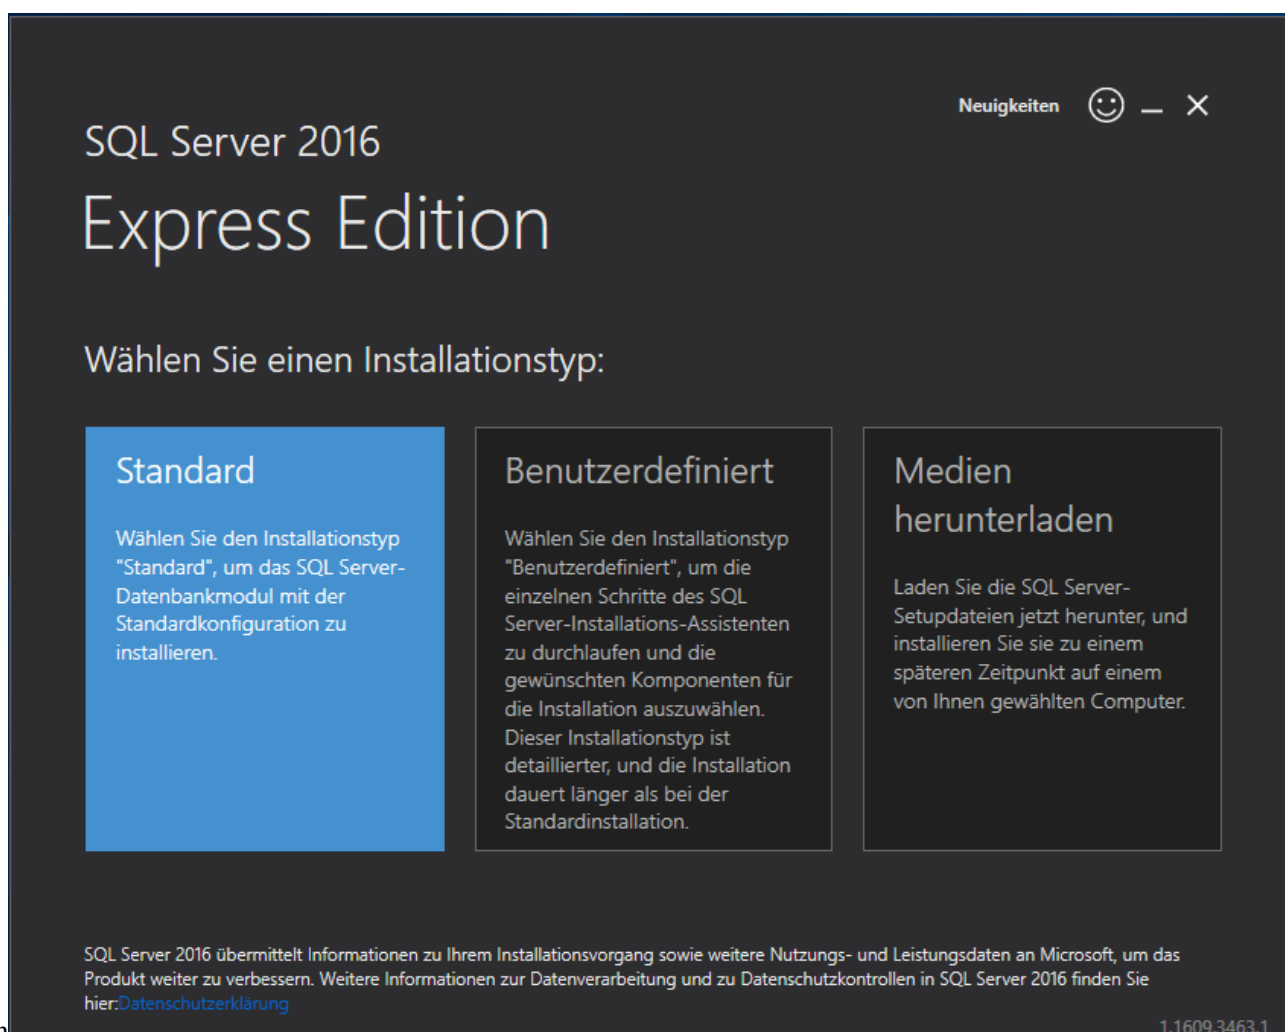 Neuigkeiten
SQL Server 2016
Express Edition
Wählen Sie einen Installationstyp:
Standard
Wählen Sie den Installationstyp
"Standard", um das SQL Server-
Datenbankmodul mit der
Standardkonfiguration zu
installieren.
Benutzerdefiniert
Wählen Sie den Installationstyp
"Benutzerdefiniert", um die
einzelnen Schritte des SQL
Server-Installations-Assistenten
zu durchlaufen und die
gewünschten Komponenten für
die Installation auszuwählen.
Dieser Installationstyp ist
detaillierter, und die Installation
dauert länger als bei der
Standardinstallation.
Medien
herunterladen
Laden Sie die SQL Server-
Setupdateien jetzt herunter, und
installieren Sie sie zu einem
späteren Zeitpunkt auf einem
von Ihnen gewählten Computer.
SQL Server 2016 übermittelt Informationen zu Ihrem Installationsvorgang sowie weitere Nutzungs- und Leistungsdaten an Microsoft, um das
Produkt weiter zu verbessern. Weitere Informationen zur Datenverarbeitung und zu Datenschutzkontrollen in SQL Server 2016 finden Sie
hier:Datenschutzerklärung
1.1609.3463.1